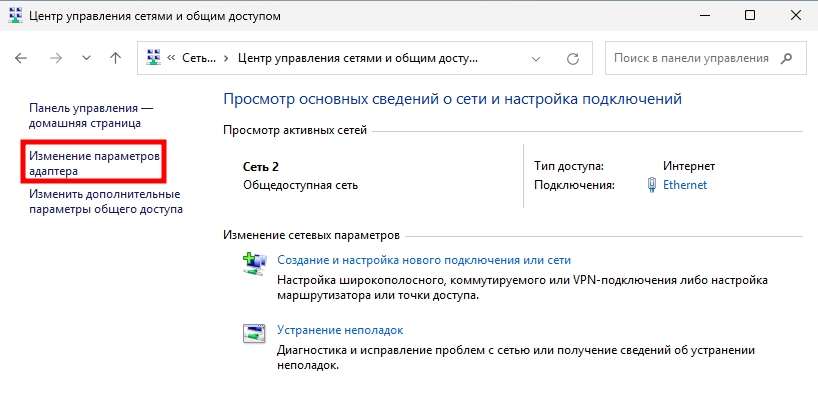 Центр управления сетями и общим доступом
Сеть... Центр управления сетями и общим досту...
Поиск в панели управления
Панель управления —
домашняя страница
Изменение параметров
адаптера
Изменить дополнительные
параметры общего доступа
Просмотр основных сведений о сети и настройка подключений
Просмотр активных сетей
Сеть 2
Общедоступная сеть
Тип доступа: Интернет
Подключения: Ethernet
Изменение сетевых параметров
Создание и настройка нового подключения или сети
Настройка широкополосного, коммутируемого или VPN-подключения либо настройка
маршрутизатора или точки доступа.
Устранение неполадок
Диагностика и исправление проблем с сетью или получение сведений об устранении
неполадок.